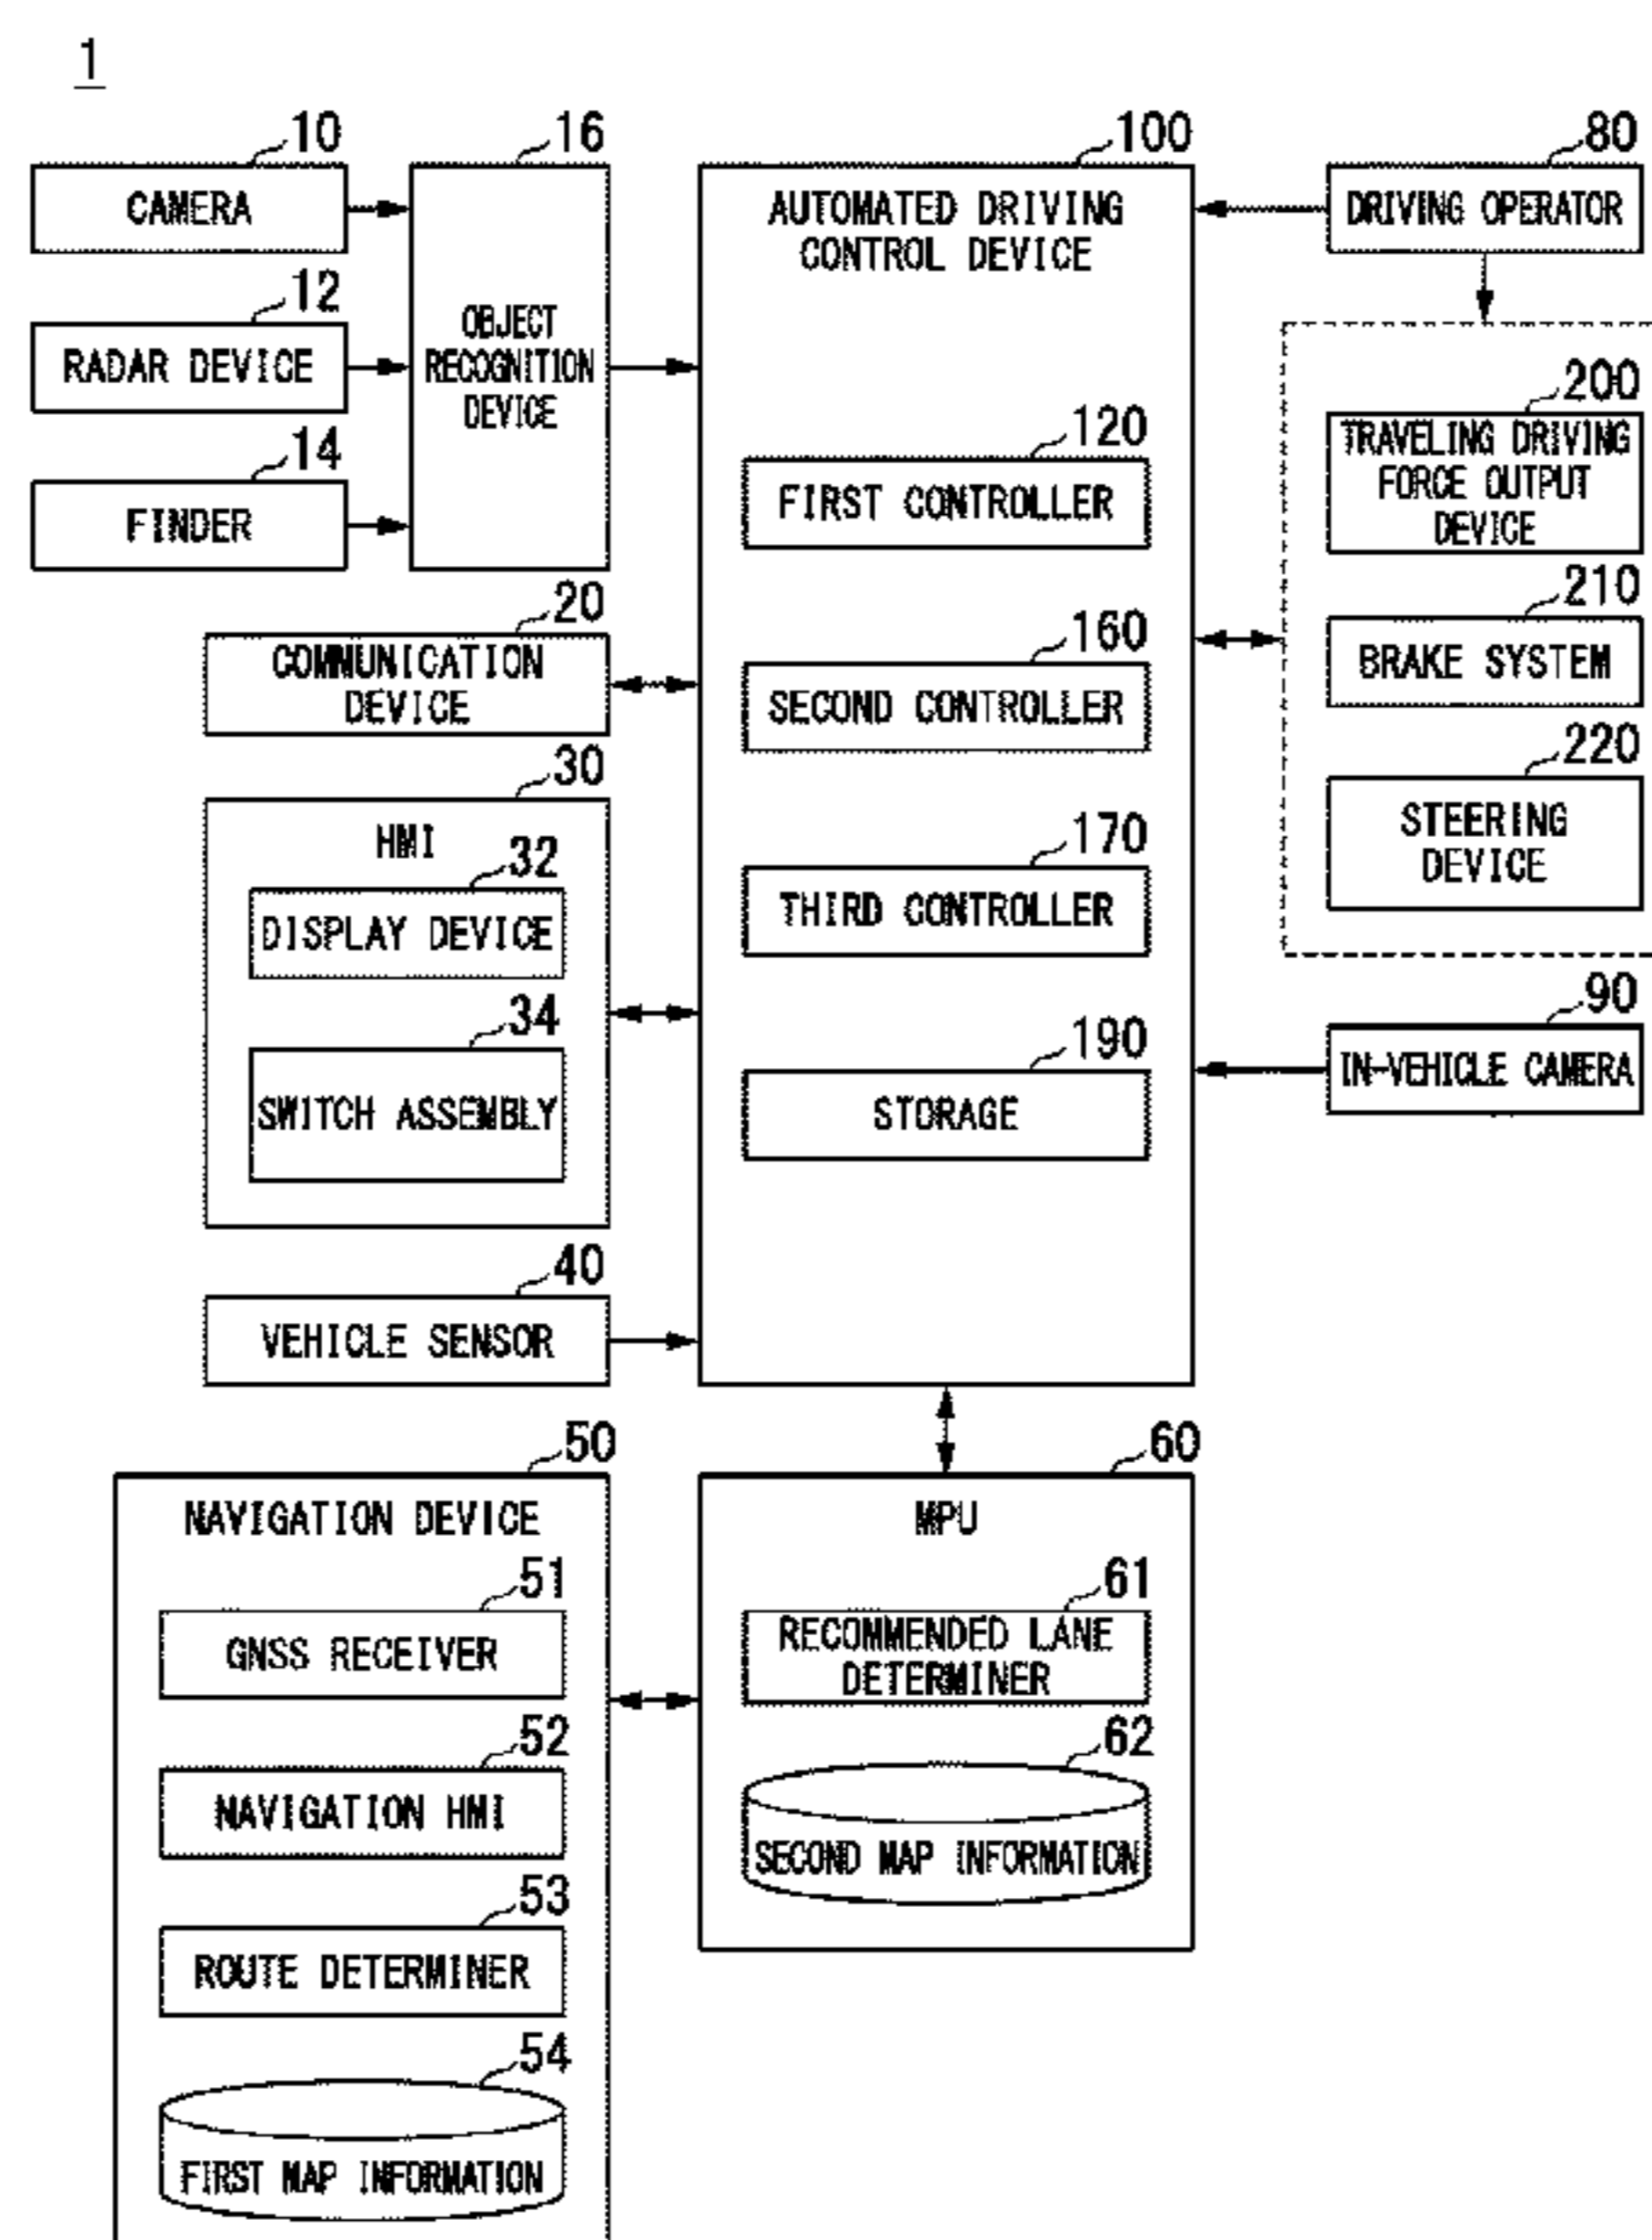 1
10
CAMERA
12
RADAR DEVICE
14
FINDER
16
OBJECT
RECOGNITION
DEVICE
20
COMMUNICATION
DEVICE
30
HMI
32
DISPLAY DEVICE
34
SWITCH ASSEMBLY
40
VEHICLE SENSOR
100
AUTOMATED DRIVING
CONTROL DEVICE
120
FIRST CONTROLLER
160
SECOND CONTROLLER
170
THIRD CONTROLLER
190
STORAGE
80
DRIVING OPERATOR
200
TRAVELING DRIVING
FORCE OUTPUT
DEVICE
210
BRAKE SYSTEM
220
STEERING
DEVICE
90
IN-VEHICLE CAMERA
50
NAVIGATION DEVICE
51
GNSS RECEIVER
52
NAVIGATION HMI
53
ROUTE DETERMINER
54
FIRST MAP INFORMATION
60
MPU
61
RECOMMENDED LANE
DETERMINER
62
SECOND MAP INFORMATION